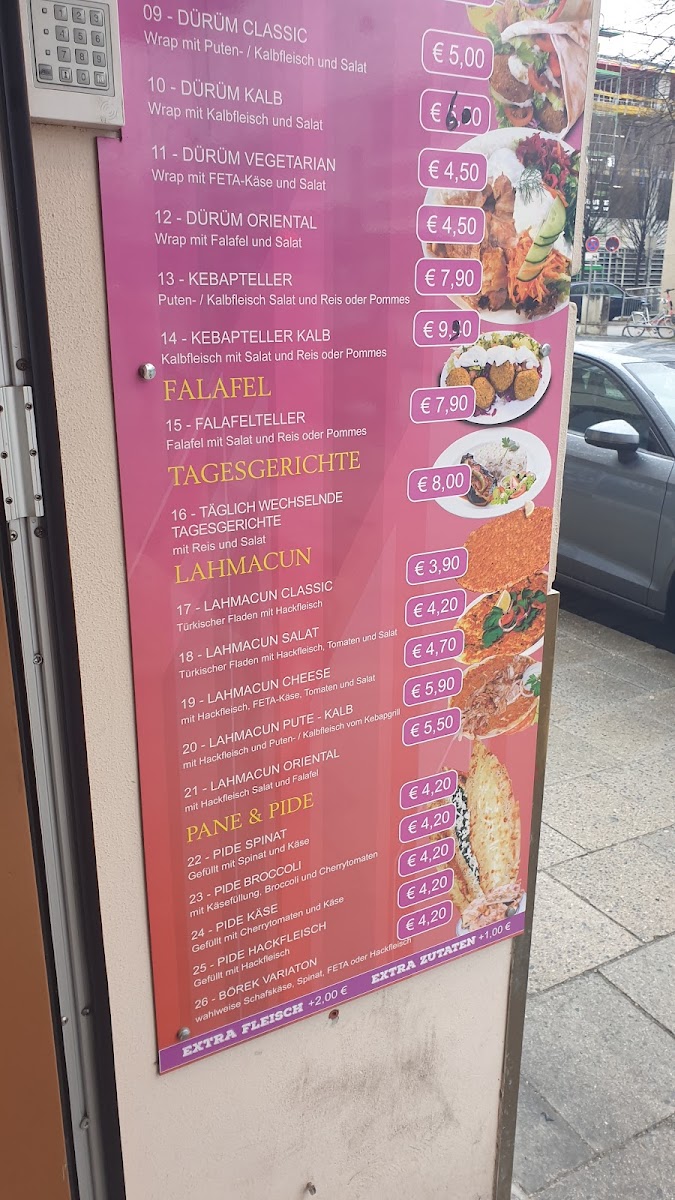 09 - DÜRÜM CLASSIC
Wrap mit Puten- / Kalbfleisch und Salat
€ 5,00
10 - DÜRÜM KALB
Wrap mit Kalbfleisch und Salat
€ 6,00
11 - DÜRÜM VEGETARIAN
Wrap mit FETA-Käse und Salat
€ 4,50
12 - DÜRÜM ORIENTAL
Wrap mit Falafel und Salat
€ 4,50
13 - KEBAPTELLER
Puten- / Kalbfleisch Salat und Reis oder Pommes
€ 7,90
14 - KEBAPTELLER KALB
Kalbfleisch mit Salat und Reis oder Pommes
FALAFEL
15 - FALAFELTELLER
Falafel mit Salat und Reis oder Pommes
€ 7,90
TAGESGERICHTE
16 - TÄGLICH WECHSELNDE
TAGESGERICHTE
mit Reis und Salat
€ 8,00
LAHMACUN
17 - LAHMACUN CLASSIC
Türkischer Fladen mit Hackfleisch
€ 3,90
18 - LAHMACUN SALAT
Türkischer Fladen mit Hackfleisch, Tomaten und Salat
€ 4,20
19 - LAHMACUN CHEESE
mit Hackfleisch, FETA-Käse, Tomaten und Salat
€ 4,70
20 - LAHMACUN PUTE - KALB
mit Hackfleisch und Puten- / Kalbfleisch vom Kebapgrill
€ 5,90
21 - LAHMACUN ORIENTAL
mit Hackfleisch Salat und Falafel
€ 5,50
PANE & PIDE
22 - PIDE SPINAT
Gefüllt mit Spinat und Käse
€ 4,20
23 - PIDE BROCCOLI
mit Käsefüllung, Broccoli und Cherrytomaten
€ 4,20
24 - PIDE KÄSE
Gefüllt mit Cherrytomaten und Käse
€ 4,20
25 - PIDE HACKFLEISCH
Gefüllt mit Hackfleisch
€ 4,20
26 - BÖREK VARIATON
wahlweise Schafskäse, Spinat, FETA oder Hackfleisch
€ 4,20
EXTRA FLEISCH +2,00 € EXTRA ZUTATEN +1,00 €